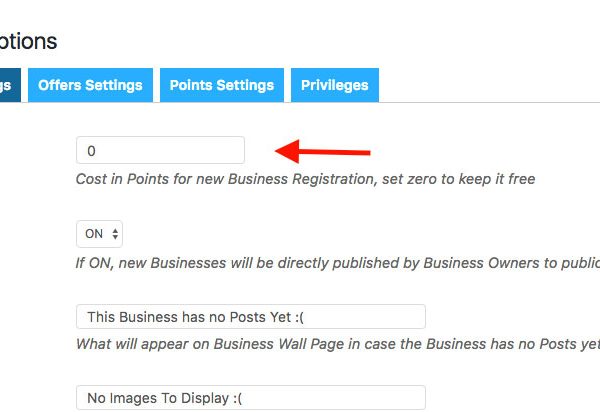 ptions
gs Offers Settings Points Settings Privileges
0
Cost in Points for new Business Registration, set zero to keep it free
ON
If ON, new Businesses will be directly published by Business Owners to public
This Business has no Posts Yet :(
What will appear on Business Wall Page in case the Business has no Posts yet
No Images To Display :(